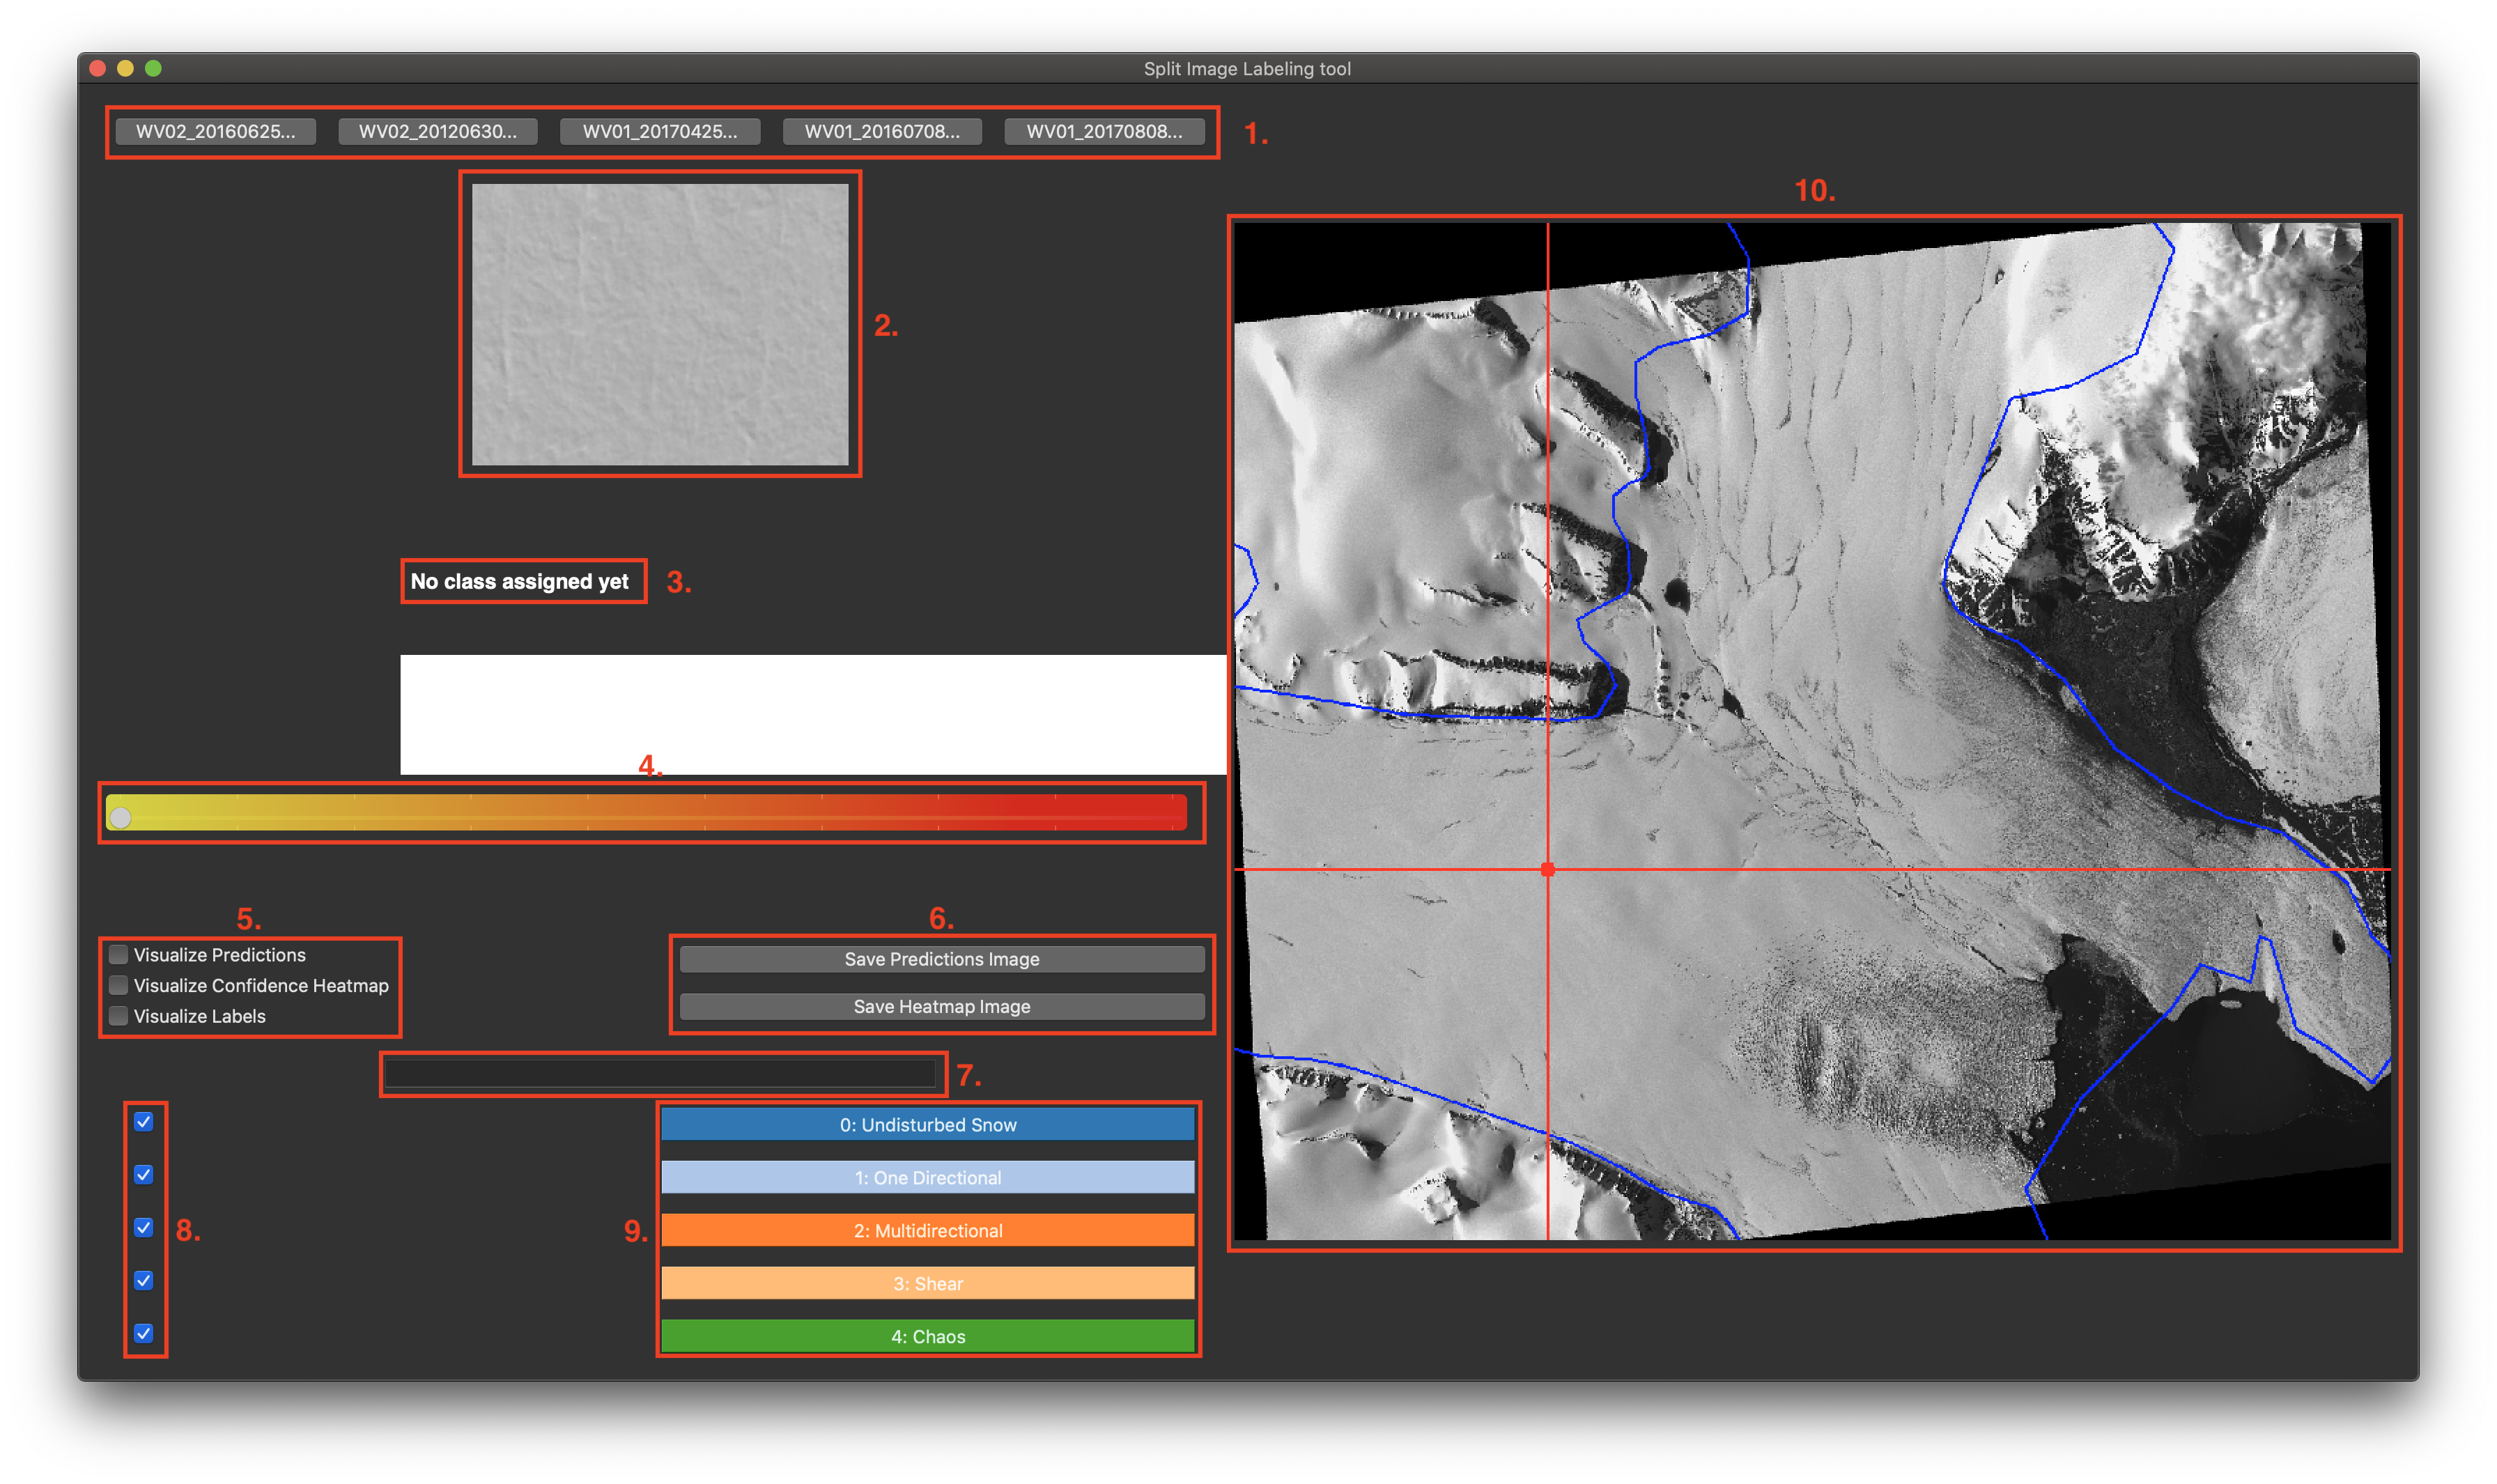 Split Image Labeling tool
WV02_20160625... WV02_20120630... WV01_20170425... WV01_20160708... WV01_20170808... 1.
10.
2.
No class assigned yet 3.
4.
5.
Visualize Predictions
Visualize Confidence Heatmap
Visualize Labels
6.
Save Predictions Image
Save Heatmap Image
7.
8.
9.
0: Undisturbed Snow
1: One Directional
2: Multidirectional
3: Shear
4: Chaos